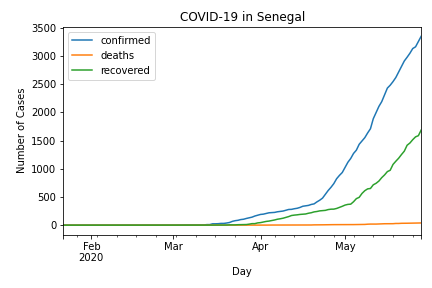 COVID-19 in Senegal
confirmed
deaths
recovered
Number of Cases
3500
3000
2500
2000
1500
1000
500
0
Feb
2020
Mar
Apr
May
Day